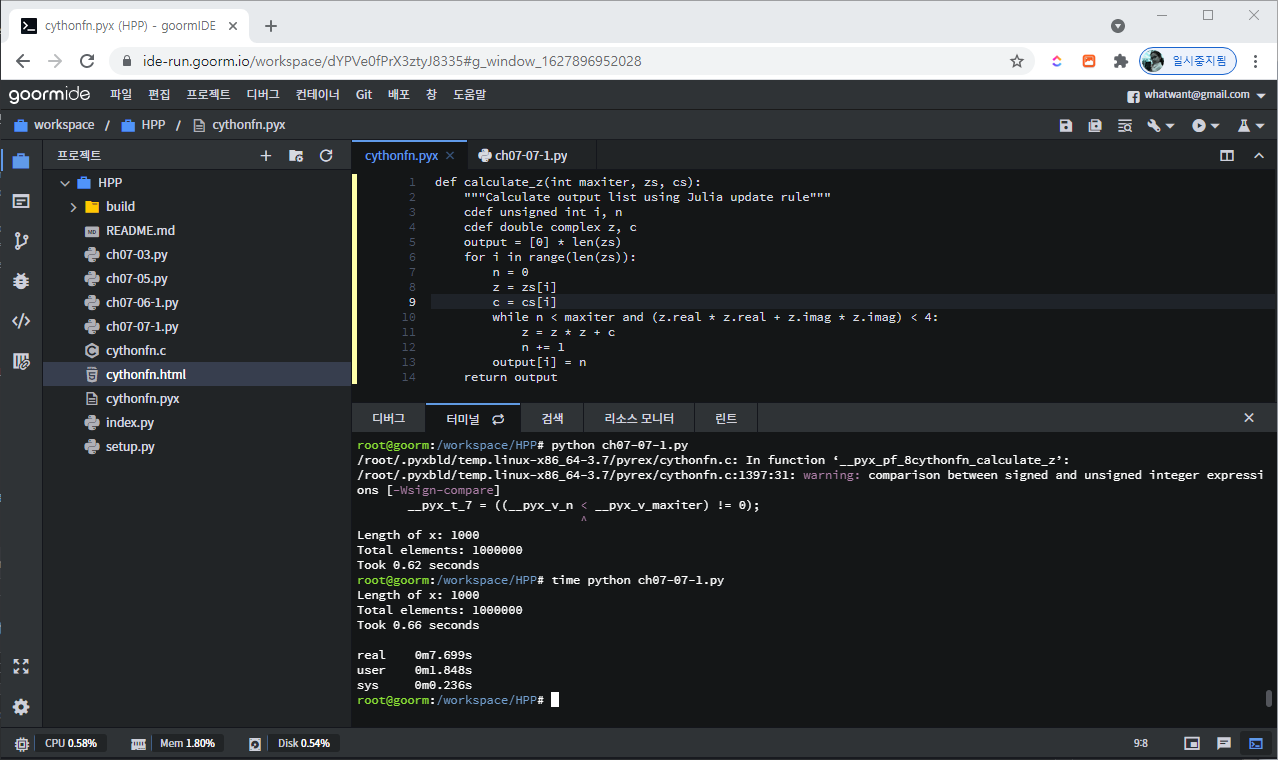 cythonfn.pyx (HPP) - goormIDE
ide-run.goorm.io/workspace/dYPVe0fPrX3ztyJ8335#g_window_1627896952028
일시중지됨
goormide 파일 편집 프로젝트 디버그 컨테이너 Git 배포 창 도움말 whatwant@gmail.com
workspace / HPP / cythonfn.pyx
프로젝트
HPP
build
README.md
ch07-03.py
ch07-05.py
ch07-06-1.py
ch07-07-1.py
cythonfn.c
cythonfn.html
cythonfn.pyx
index.py
setup.py
cythonfn.pyx ch07-07-1.py
1 def calculate_z(int maxiter, zs, cs):
2 """Calculate output list using Julia update rule"""
3 cdef unsigned int i, n
4 cdef double complex z, c
5 output = [0] * len(zs)
6 for i in range(len(zs)):
7 n = 0
8 z = zs[i]
9 c = cs[i]
10 while n < maxiter and (z.real * z.real + z.imag * z.imag) < 4:
11 z = z * z + c
12 n += 1
13 output[i] = n
14 return output
디버그 터미널 검색 리소스 모니터 린트
root@goorm:/workspace/HPP# python ch07-07-1.py
/root/.pyxbld/temp.linux-x86_64-3.7/pyrex/cythonfn.c: In function ‘__pyx_pf_8cythonfn_calculate_z’:
/root/.pyxbld/temp.linux-x86_64-3.7/pyrex/cythonfn.c:1397:31: warning: comparison between signed and unsigned integer expressi
ons [-Wsign-compare]
__pyx_t_7 = ((__pyx_v_n < __pyx_v_maxiter) != 0);
^
Length of x: 1000
Total elements: 1000000
Took 0.62 seconds
root@goorm:/workspace/HPP# time python ch07-07-1.py
Length of x: 1000
Total elements: 1000000
Took 0.66 seconds
real 0m7.699s
user 0m1.848s
sys 0m0.236s
root@goorm:/workspace/HPP#
CPU 0.58% Mem 1.80% Disk 0.54% 9:8